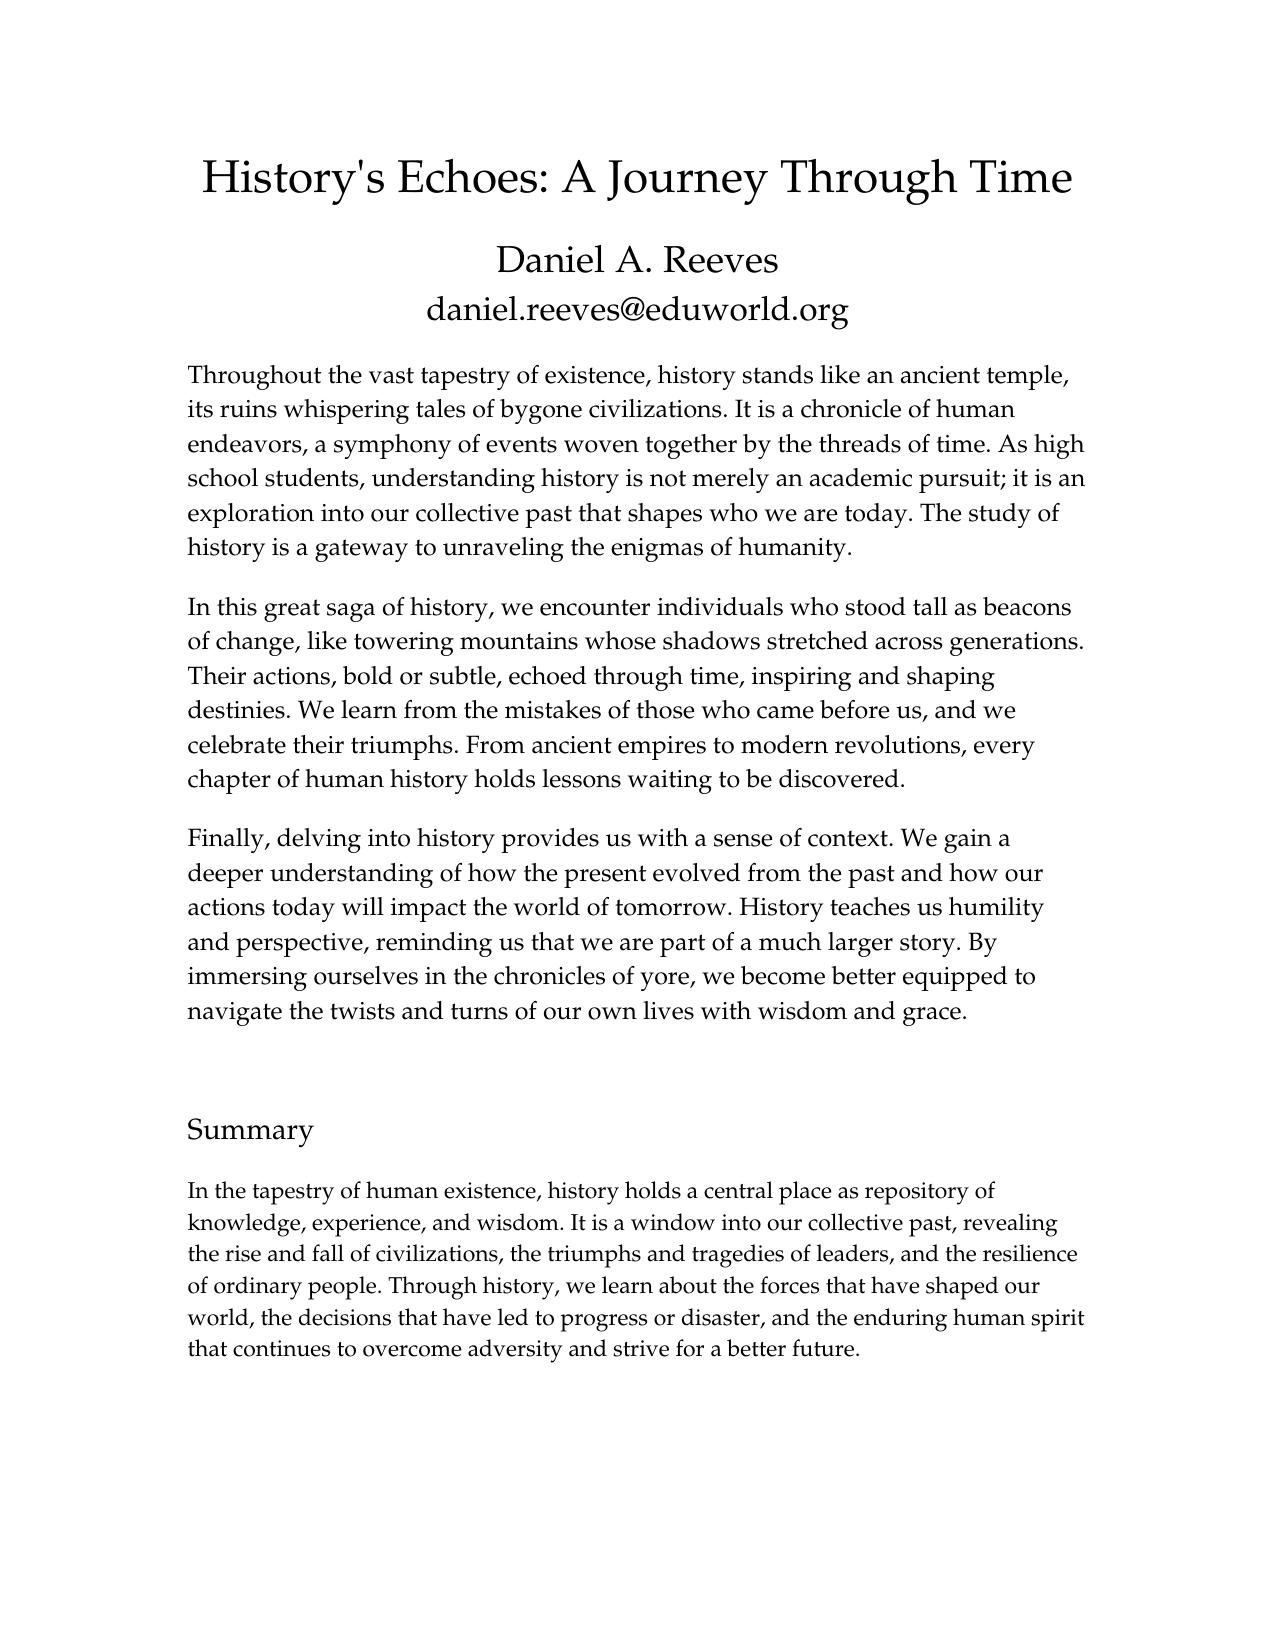 History's Echoes: A Journey Through Time
Daniel A. Reeves
daniel.reeves@eduworld.org
Throughout the vast tapestry of existence, history stands like an ancient temple,
its ruins whispering tales of bygone civilizations. It is a chronicle of human
endeavors, a symphony of events woven together by the threads of time. As high
school students, understanding history is not merely an academic pursuit; it is an
exploration into our collective past that shapes who we are today. The study of
history is a gateway to unraveling the enigmas of humanity.
In this great saga of history, we encounter individuals who stood tall as beacons
of change, like towering mountains whose shadows stretched across generations.
Their actions, bold or subtle, echoed through time, inspiring and shaping
destinies. We learn from the mistakes of those who came before us, and we
celebrate their triumphs. From ancient empires to modern revolutions, every
chapter of human history holds lessons waiting to be discovered.
Finally, delving into history provides us with a sense of context. We gain a
deeper understanding of how the present evolved from the past and how our
actions today will impact the world of tomorrow. History teaches us humility
and perspective, reminding us that we are part of a much larger story. By
immersing ourselves in the chronicles of yore, we become better equipped to
navigate the twists and turns of our own lives with wisdom and grace.
Summary
In the tapestry of human existence, history holds a central place as repository of
knowledge, experience, and wisdom. It is a window into our collective past, revealing
the rise and fall of civilizations, the triumphs and tragedies of leaders, and the resilience
of ordinary people. Through history, we learn about the forces that have shaped our
world, the decisions that have led to progress or disaster, and the enduring human spirit
that continues to overcome adversity and strive for a better future.